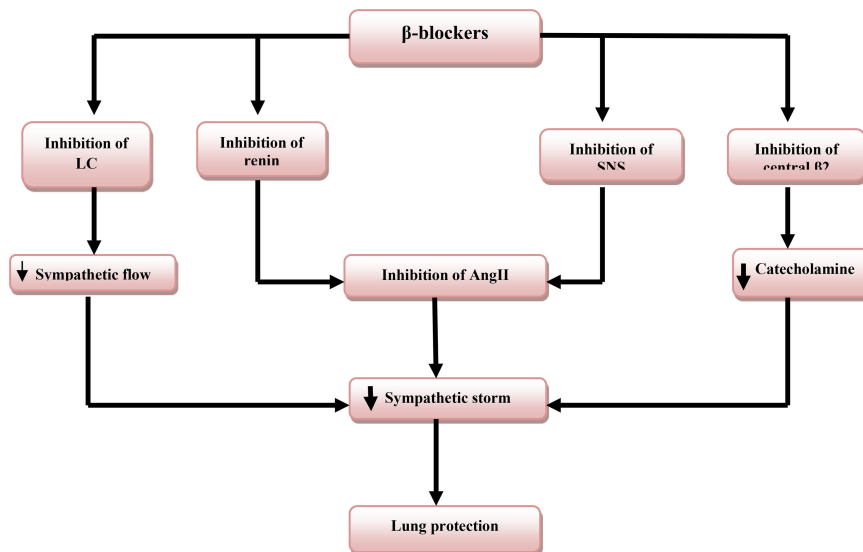 β-blockers
Inhibition of
LC
Inhibition of
renin
Inhibition of
SNS
Inhibition of
central β2
Sympathetic flow
Inhibition of AngII
Catecholamine
Sympathetic storm
Lung protection